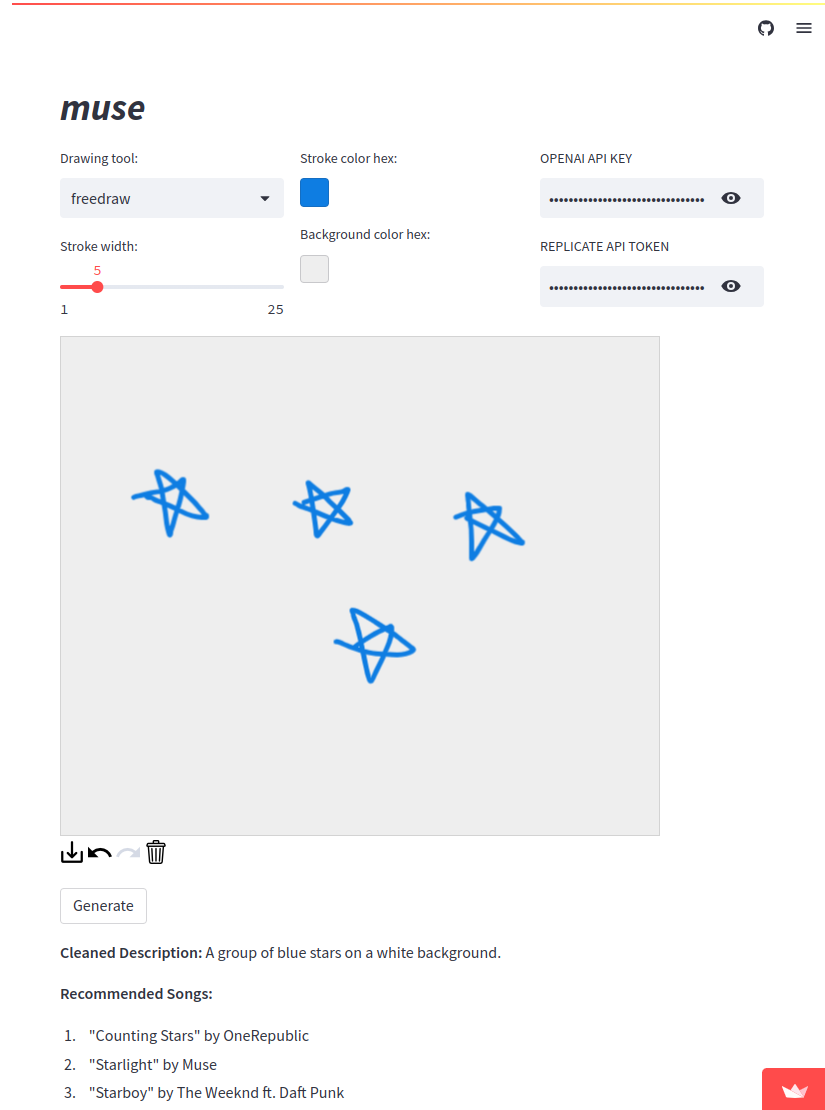 muse
Drawing tool:
freedraw
Stroke width:
5
1 25
Stroke color hex:
Background color hex:
OPENAI API KEY
••••••••••••••••••••••••••••••••
REPLICATE API TOKEN
••••••••••••••••••••••••••••••••
Generate
Cleaned Description: A group of blue stars on a white background.
Recommended Songs:
1. "Counting Stars" by OneRepublic
2. "Starlight" by Muse
3. "Starboy" by The Weeknd ft. Daft Punk